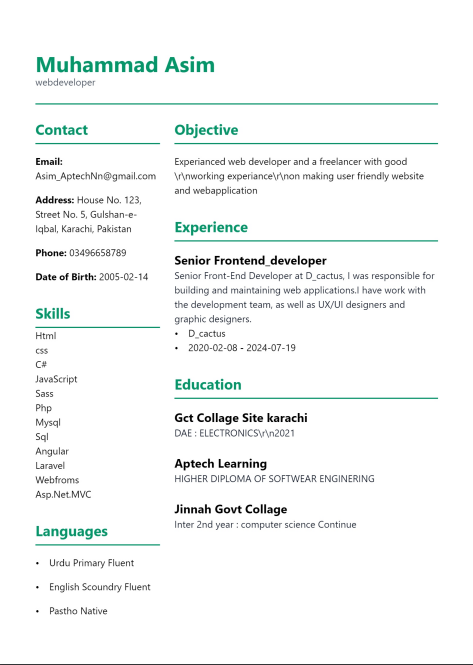 Muhammad Asim
webdeveloper
Contact
Email:
Asim_AptechNn@gmail.com
Address: House No. 123,
Street No. 5, Gulshan-e-
Iqbal, Karachi, Pakistan
Phone: 03496658789
Date of Birth: 2005-02-14
Skills
Html
css
C#
JavaScript
Sass
Php
Mysql
Sql
Angular
Laravel
Webfroms
Asp.Net.MVC
Languages
• Urdu Primary Fluent
• English Scoundry Fluent
• Pastho Native
Objective
Experianced web developer and a freelancer with good
\r\nworking experiance\r\non making user friendly website
and webapplication
Experience
Senior Frontend_developer
Senior Front-End Developer at D_cactus, I was responsible for
building and maintaining web applications.I have work with
the development team, as well as UX/UI designers and
graphic designers.
• D_cactus
• 2020-02-08 - 2024-07-19
Education
Gct Collage Site karachi
DAE : ELECTRONICS\r\n2021
Aptech Learning
HIGHER DIPLOMA OF SOFTWEAR ENGINERING
Jinnah Govt Collage
Inter 2nd year : computer science Continue